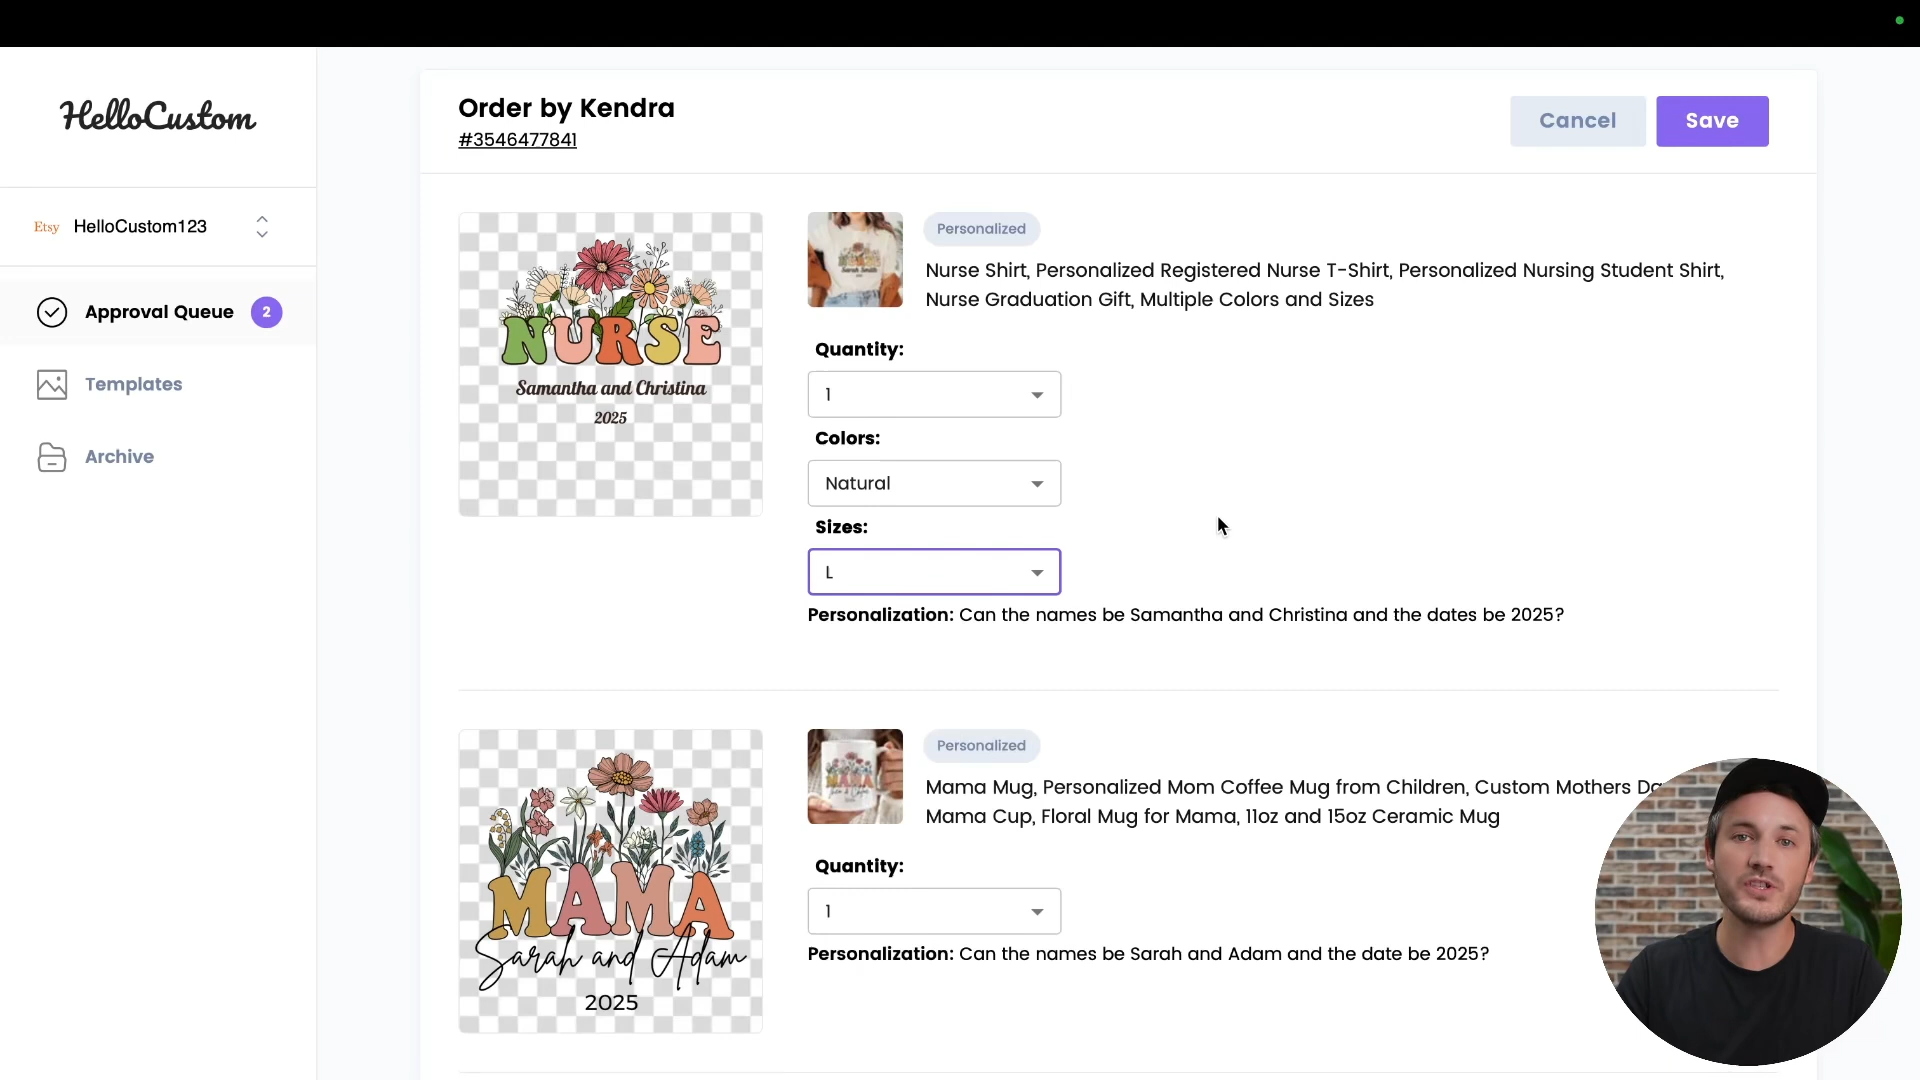 HelloCustom
Etsy HelloCustom123
Approval Queue 2
Templates
Archive
Order by Kendra
#3546477841
Cancel
Save
NURSE
Samantha and Christina
2025
Personalized
Nurse Shirt, Personalized Registered Nurse T-Shirt, Personalized Nursing Student Shirt,
Nurse Graduation Gift, Multiple Colors and Sizes
Quantity:
1
Colors:
Natural
Sizes:
L
Personalization: Can the names be Samantha and Christina and the dates be 2025?
MAMA
Sarah and Adam
2025
MAMA
Personalized
Mama Mug, Personalized Mom Coffee Mug from Children, Custom Mothers
Mama Cup, Floral Mug for Mama, 11oz and 15oz Ceramic Mug
Quantity:
1
Personalization: Can the names be Sarah and Adam and the date be 2025?